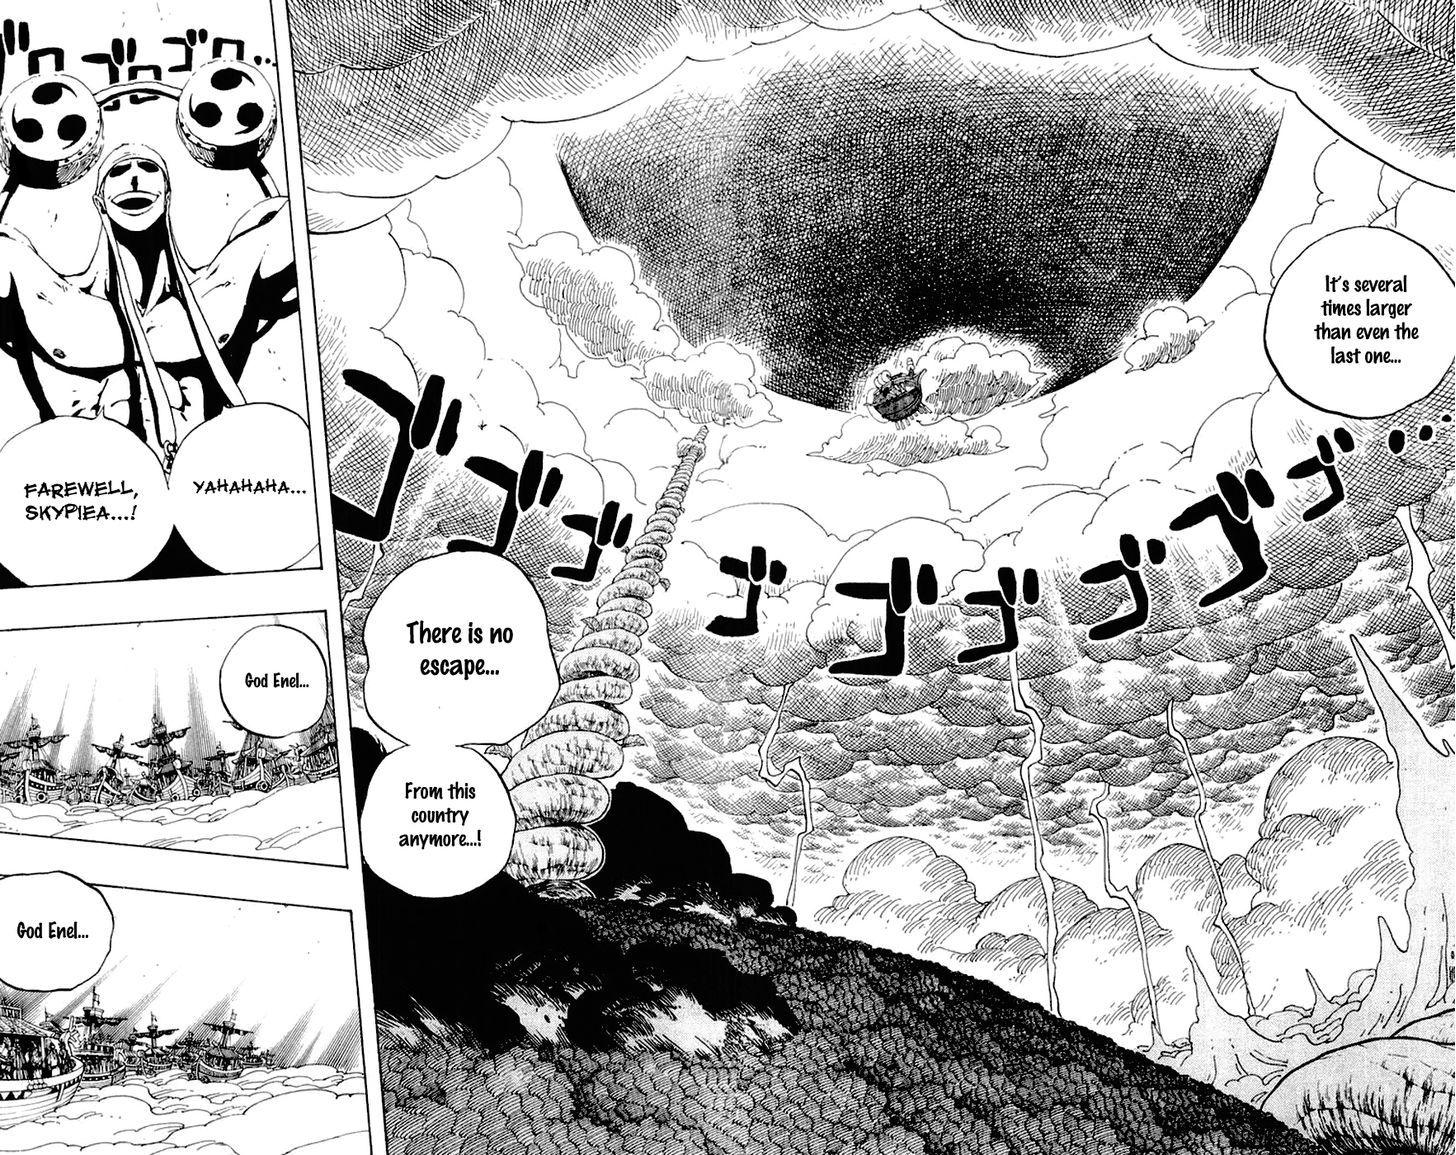 It's several
times larger
than even the
last one...
ゴゴゴゴゴゴゴゴゴ...
There is no
escape...
From this
country
anymore...!
ゴロゴロゴロ...
YAHAHAHA...
FAREWELL,
SKYPIEA...!
God Enel...
God Enel...